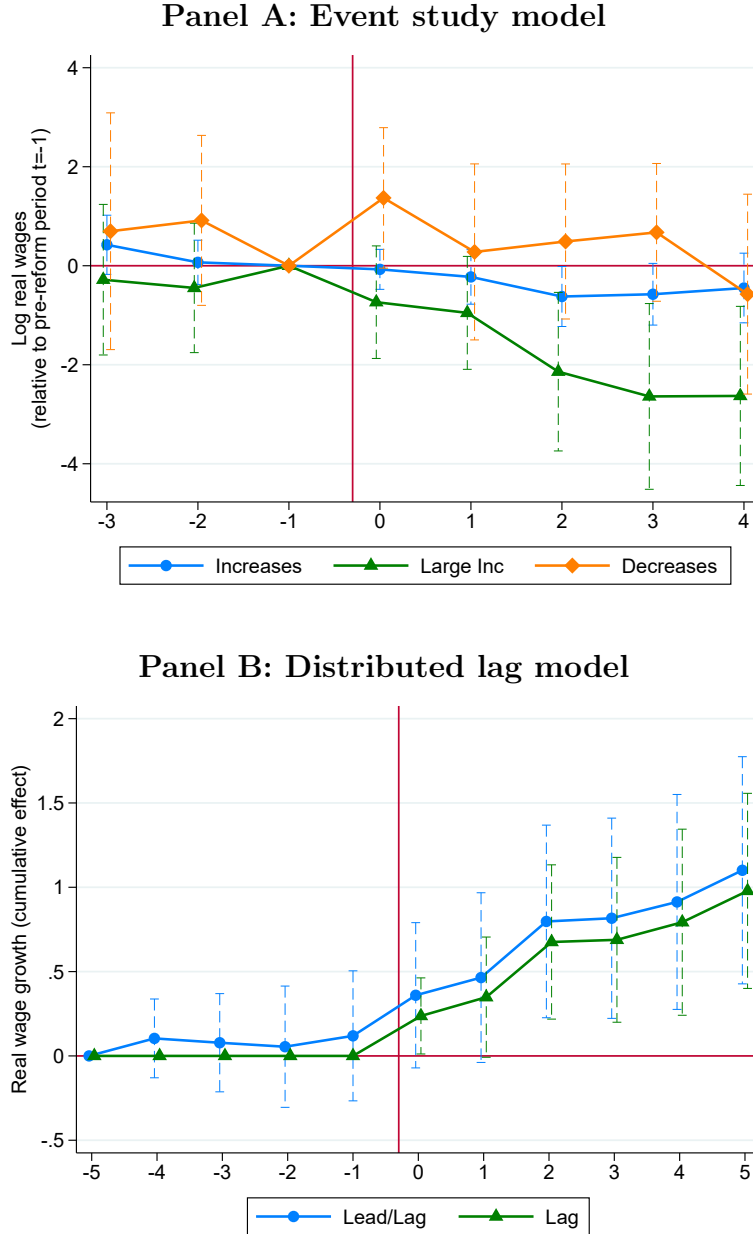 Panel A: Event study model
Log real wages
(relative to pre-reform period t=-1)
4
2
0
-2
-4
-3 -2 -1 0 1 2 3 4
Increases Large Inc Decreases
Panel B: Distributed lag model
Real wage growth (cumulative effect)
2
1.5
1
.5
0
-.5
-5 -4 -3 -2 -1 0 1 2 3 4 5
Lead/Lag Lag